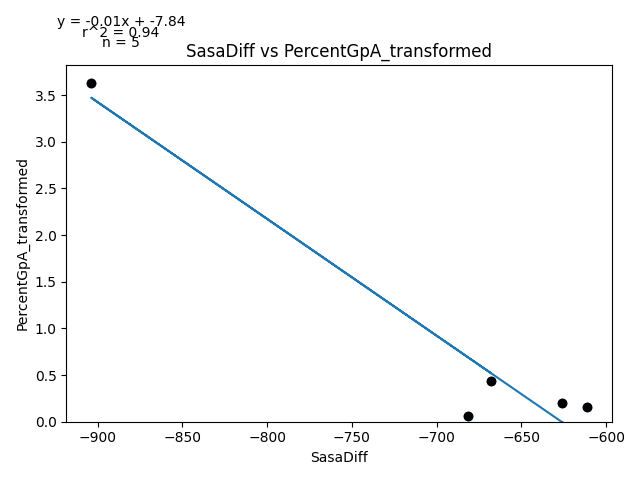 y = -0.01x + -7.84
r^2 = 0.94
n = 5
SasaDiff vs PercentGpA_transformed
PercentGpA_transformed
3.5
3.0
2.5
2.0
1.5
1.0
0.5
0.0
−900
−850
−800
−750
−700
−650
−600
SasaDiff